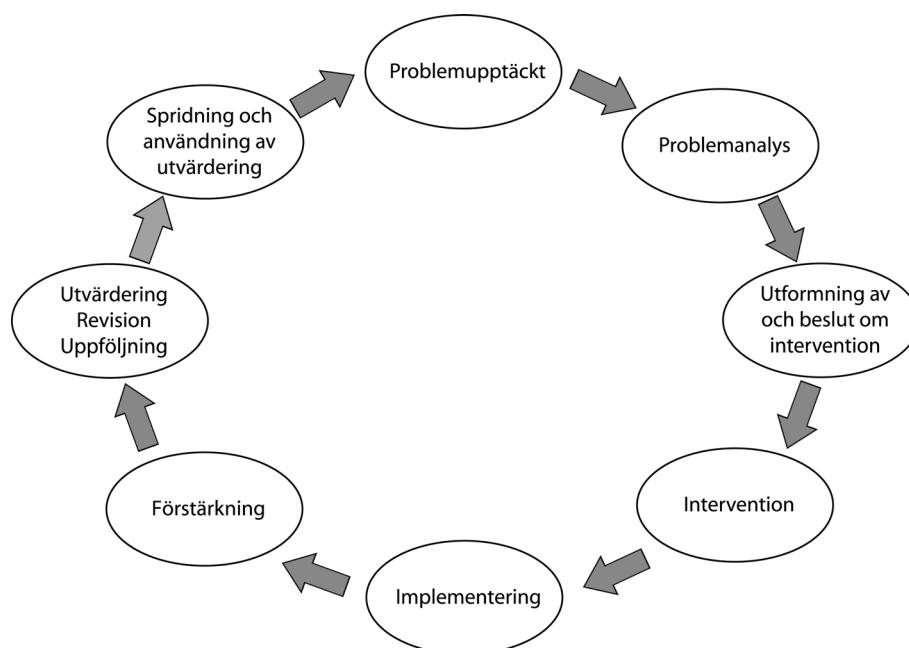 Problemupptäckt
Problemanalys
Utformning av
och beslut om
intervention
Intervention
Implementering
Förstärkning
Utvärdering
Revision
Uppföljning
Spridning och
användning av
utvärdering